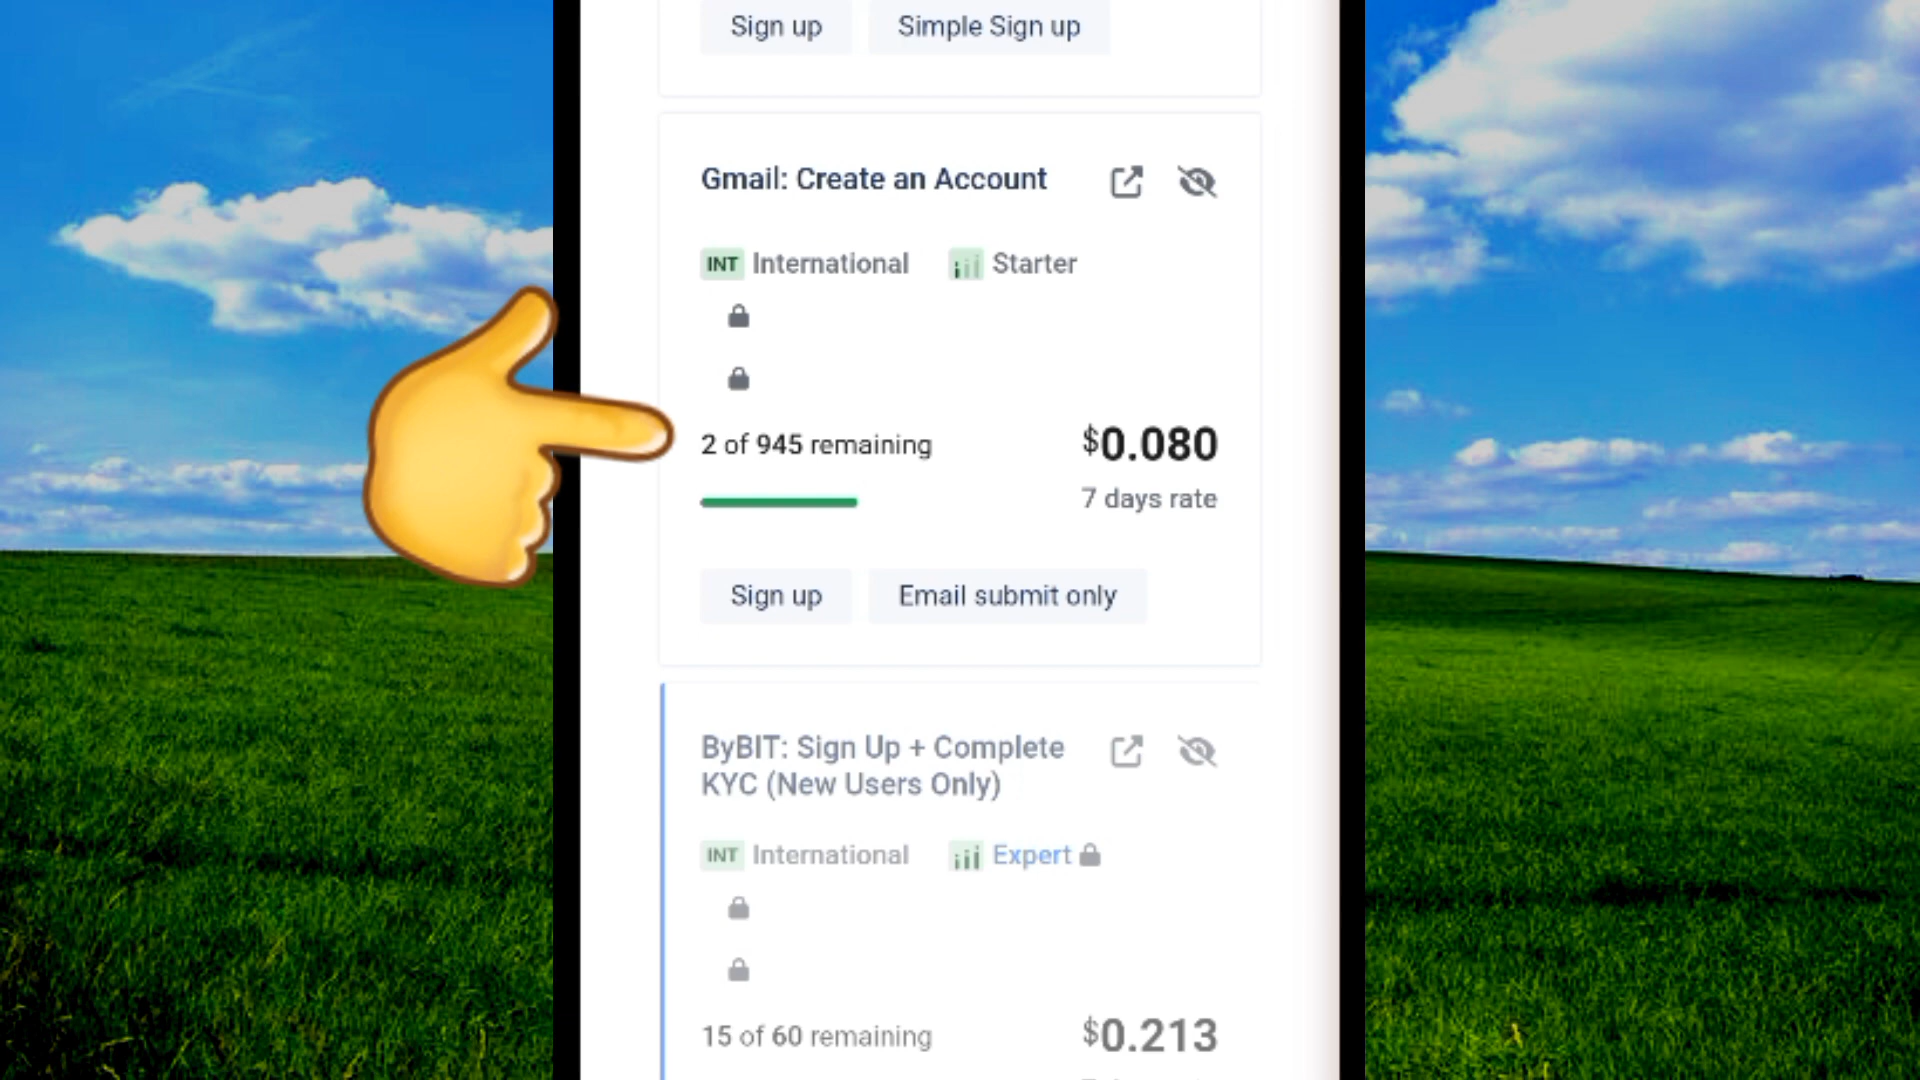 Sign up
Simple Sign up
Gmail: Create an Account
INT International
Starter
2 of 945 remaining
$0.080
7 days rate
Sign up
Email submit only
ByBIT: Sign Up + Complete
KYC (New Users Only)
INT International
Expert
15 of 60 remaining
$0.213